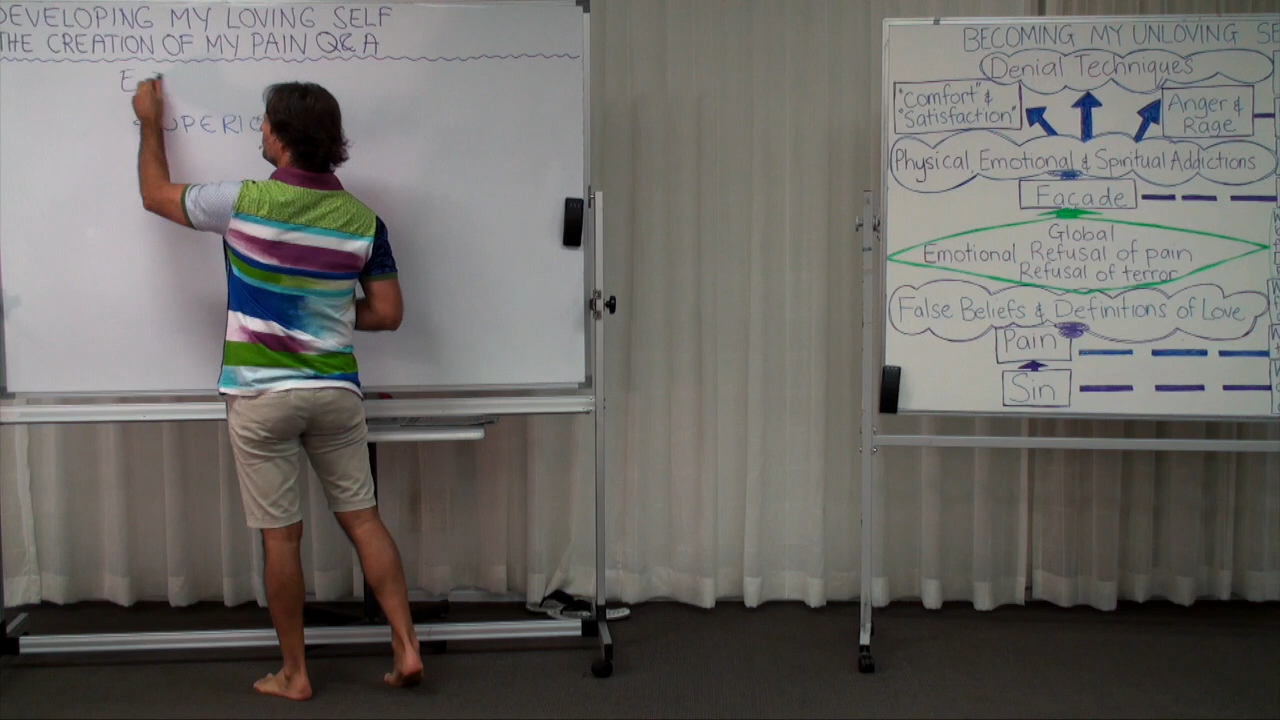 DEVELOPING MY LOVING SELF
THE CREATION OF MY PAIN Q&A
E
SUPERIO
BECOMING MY UNLOVING SE
Denial Techniques
"Comfort" &
"Satisfaction"
Anger &
Rage
Physical Emotional & Spiritual Addictions
Façade
Global
Emotional Refusal of pain
Refusal of terror
False Beliefs & Definitions of Love
Pain
Sin